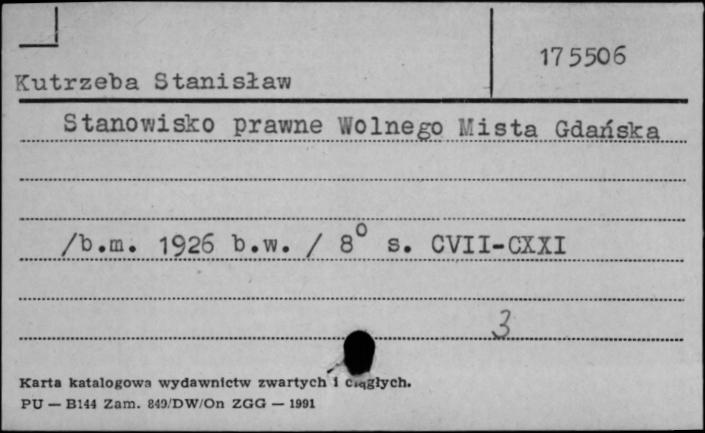 175506
Kutrzeba Stanisław
Stanowisko prawne Wolnego Mista Gdańska
/b.m. 1926 b.w. / 8° s. CVII-CXXI
3
Karta katalogowa wydawnictw zwartych i ciągłych.
PU — B144 Zam. 849/DW/On ZGG — 1991